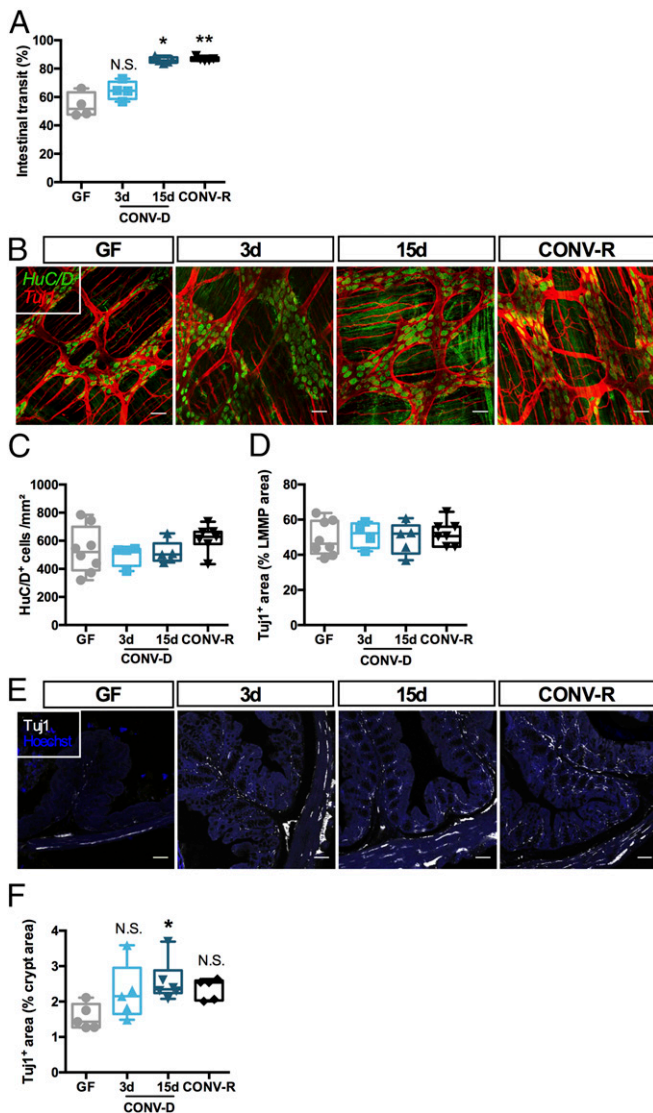 A
Intestinal transit (%)
100
80
60
40
20
0
N.S.
*
**
GF
3d
15d
CONV-R
CONV-D
B
GF
3d
15d
CONV-R
HuC/D
Tuj1
C
HuC/D⁺ cells /mm²
1000
800
600
400
200
0
GF
3d
15d
CONV-R
CONV-D
D
Tuj1⁺ area (% LMMP area)
80
60
40
20
0
GF
3d
15d
CONV-R
CONV-D
E
GF
3d
15d
CONV-R
Tuj1
Hoechst
F
Tuj1⁺ area (% crypt area)
4
3
2
1
0
N.S.
*
N.S.
GF
3d
15d
CONV-R
CONV-D